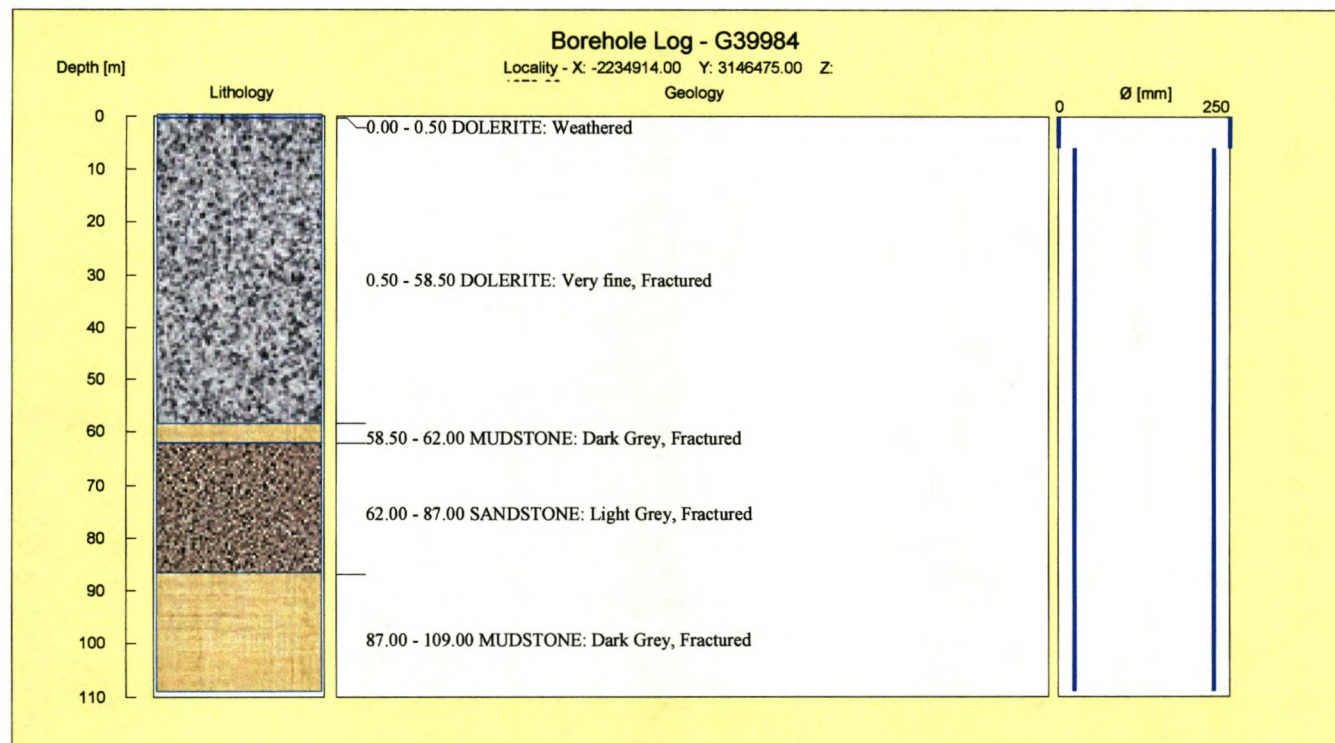 Borehole Log - G39984
Depth [m]
Locality - X: -2234914.00 Y: 3146475.00 Z:
Lithology
Geology
Ø [mm]
0
250
0
10
20
30
40
50
60
70
80
90
100
110
0.00 - 0.50 DOLERITE: Weathered
0.50 - 58.50 DOLERITE: Very fine, Fractured
58.50 - 62.00 MUDSTONE: Dark Grey, Fractured
62.00 - 87.00 SANDSTONE: Light Grey, Fractured
87.00 - 109.00 MUDSTONE: Dark Grey, Fractured